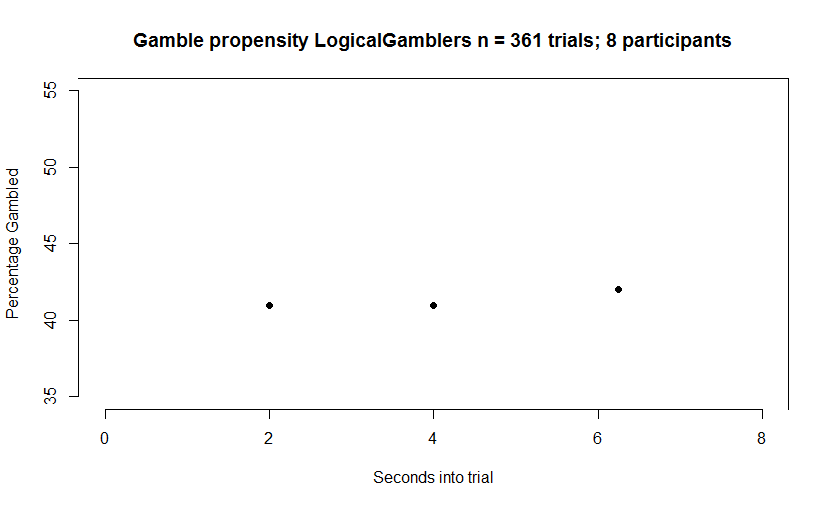 Gamble propensity LogicalGamblers n = 361 trials; 8 participants
Percentage Gambled
55
50
45
40
35
0 2 4 6 8
Seconds into trial